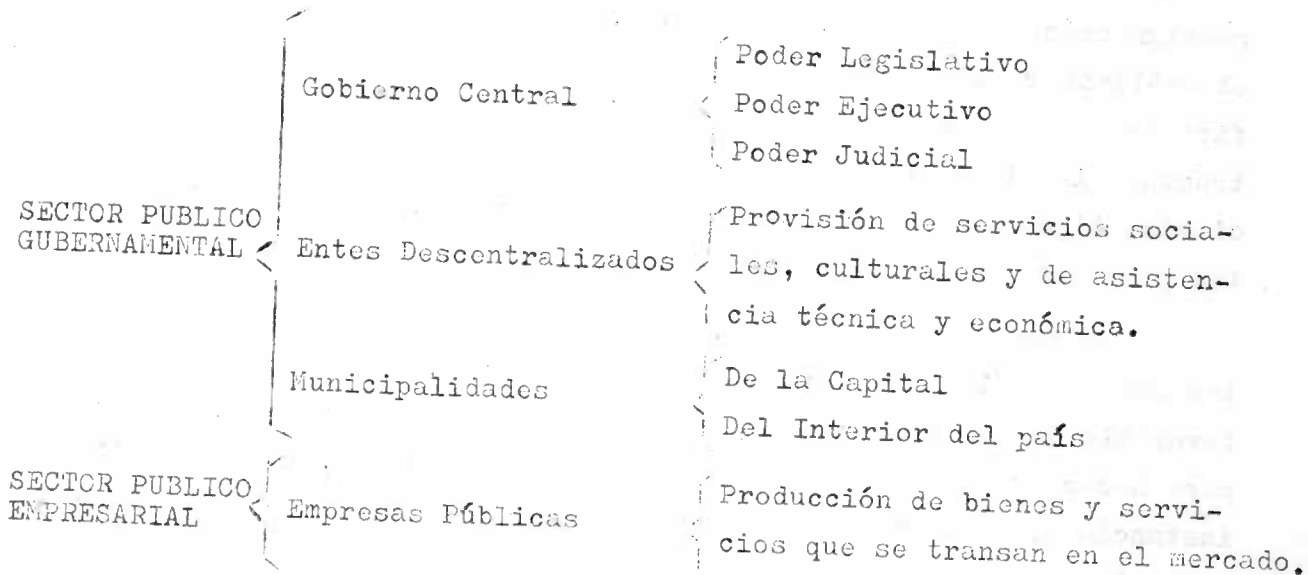 Gobierno Central
Poder Legislativo
Poder Ejecutivo
Poder Judicial
SECTOR PUBLICO
GUBERNAMENTAL
Entes Descentralizados
Provisión de servicios socia-
les, culturales y de asisten-
cia técnica y económica.
Municipalidades
De la Capital
Del Interior del país
SECTOR PUBLICO
EMPRESARIAL
Empresas Públicas
Producción de bienes y servi-
cios que se transan en el mercado.